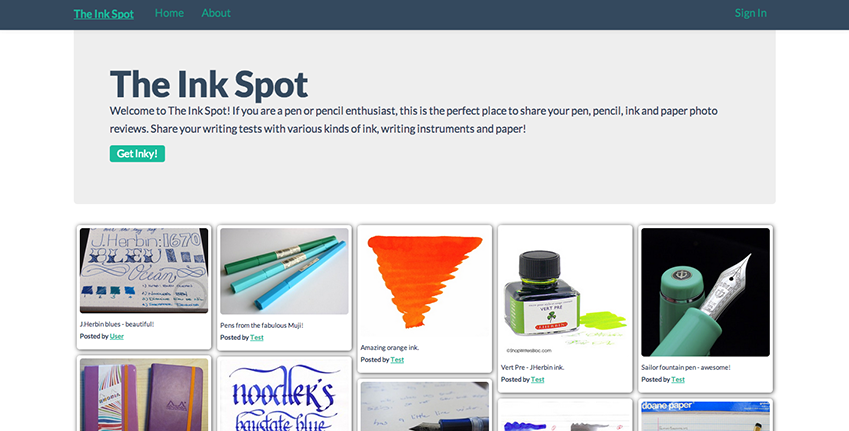 The Ink Spot
Home
About
Sign In
The Ink Spot
Welcome to The Ink Spot! If you are a pen or pencil enthusiast, this is the perfect place to share your pen, pencil, ink and paper photo
reviews. Share your writing tests with various kinds of ink, writing instruments and paper!
Get Inky!
J.Herbin:1670
Ocean
J.Herbin blues - beautiful!
Posted by User
Pens from the fabulous Muji!
Posted by Test
Amazing orange ink.
Posted by Test
VERT PRÉ
J. HERBIN
Vert Pre - JHerbin ink.
Posted by Test
Sailor fountain pen - awesome!
Posted by Test
noodler's
baystate blue
doane paper